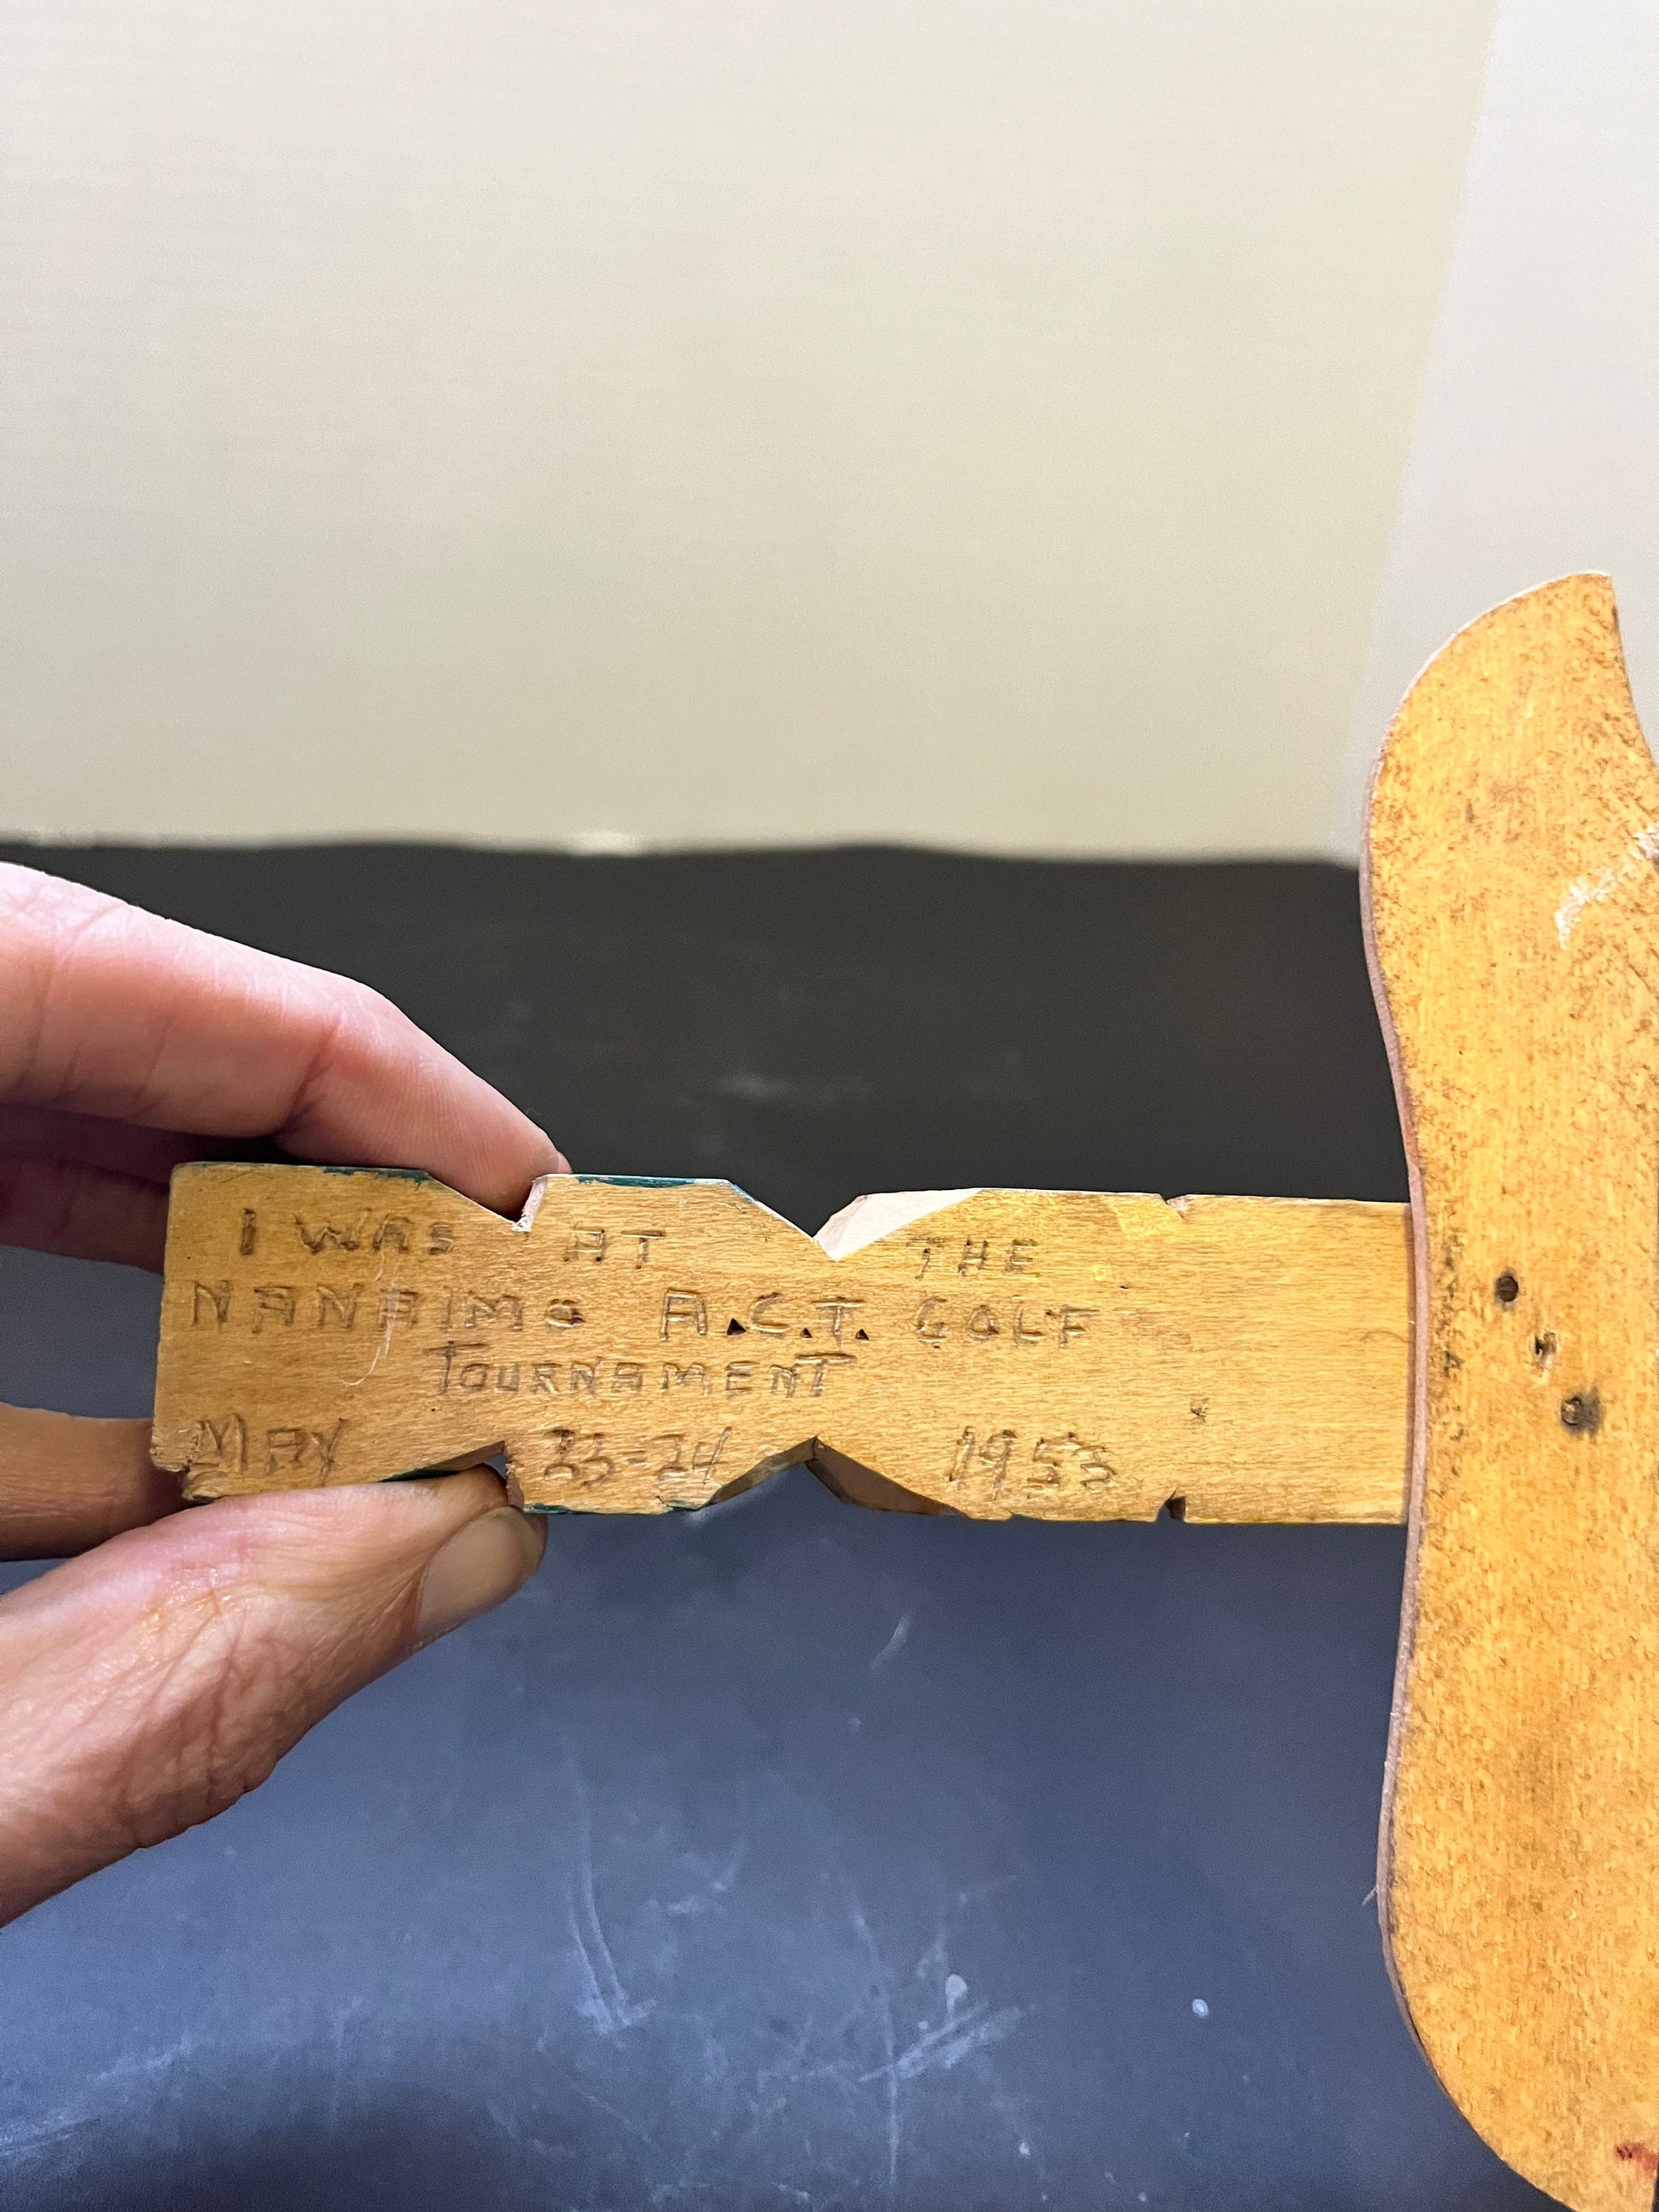 I WAS AT THE
NANAIMO A.C.T. GOLF
TOURNAMENT
MAY 23-24 1953